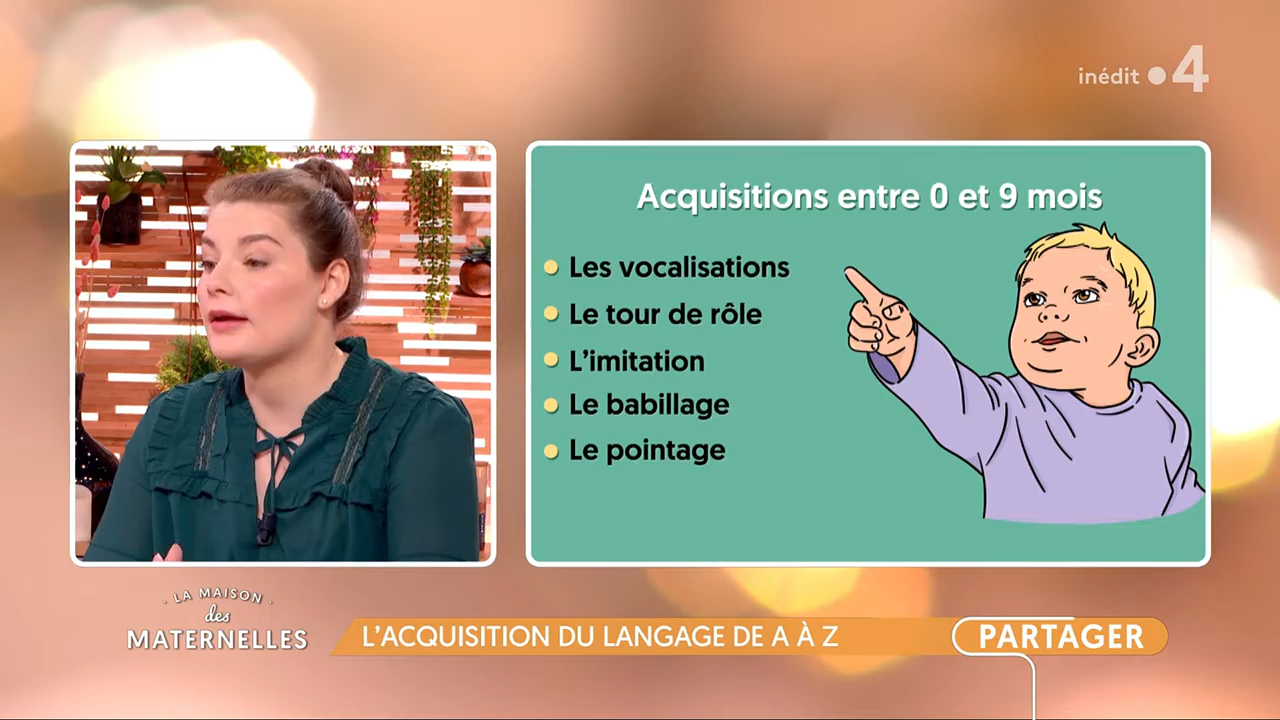 inédit 4
Acquisitions entre 0 et 9 mois
Les vocalisations
Le tour de rôle
L'imitation
Le babillage
Le pointage
· LA MAISON ·
des
MATERNELLES
L'ACQUISITION DU LANGAGE DE A À Z
PARTAGER